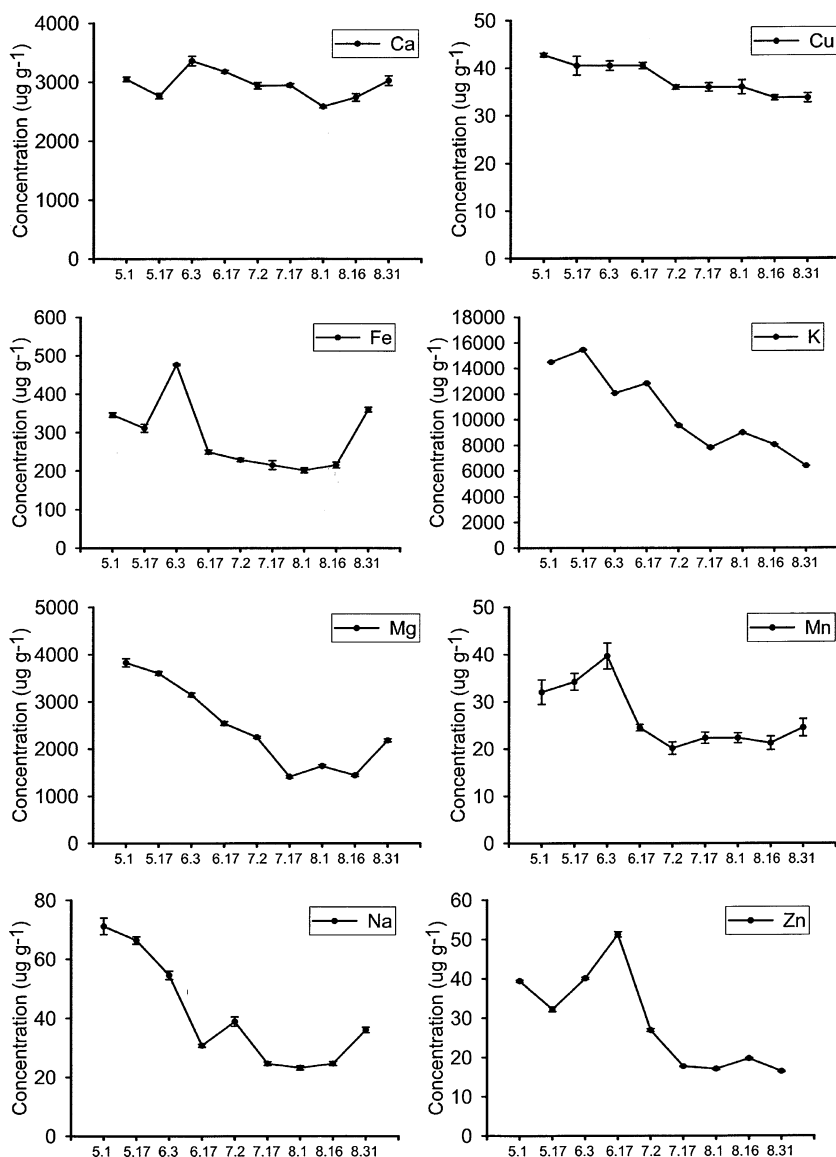 Concentration (ug g-1)
4000
3000
2000
1000
0
Ca
5.1 5.17 6.3 6.17 7.2 7.17 8.1 8.16 8.31
Concentration (ug g-1)
50
40
30
20
10
0
Cu
5.1 5.17 6.3 6.17 7.2 7.17 8.1 8.16 8.31
Concentration (ug g-1)
600
500
400
300
200
100
0
Fe
5.1 5.17 6.3 6.17 7.2 7.17 8.1 8.16 8.31
Concentration (ug g-1)
18000
16000
14000
12000
10000
8000
6000
4000
2000
0
K
5.1 5.17 6.3 6.17 7.2 7.17 8.1 8.16 8.31
Concentration (ug g-1)
5000
4000
3000
2000
1000
0
Mg
5.1 5.17 6.3 6.17 7.2 7.17 8.1 8.16 8.31
Concentration (ug g-1)
50
40
30
20
10
0
Mn
5.1 5.17 6.3 6.17 7.2 7.17 8.1 8.16 8.31
Concentration (ug g-1)
80
60
40
20
0
Na
5.1 5.17 6.3 6.17 7.2 7.17 8.1 8.16 8.31
Concentration (ug g-1)
60
50
40
30
20
10
0
Zn
5.1 5.17 6.3 6.17 7.2 7.17 8.1 8.16 8.31